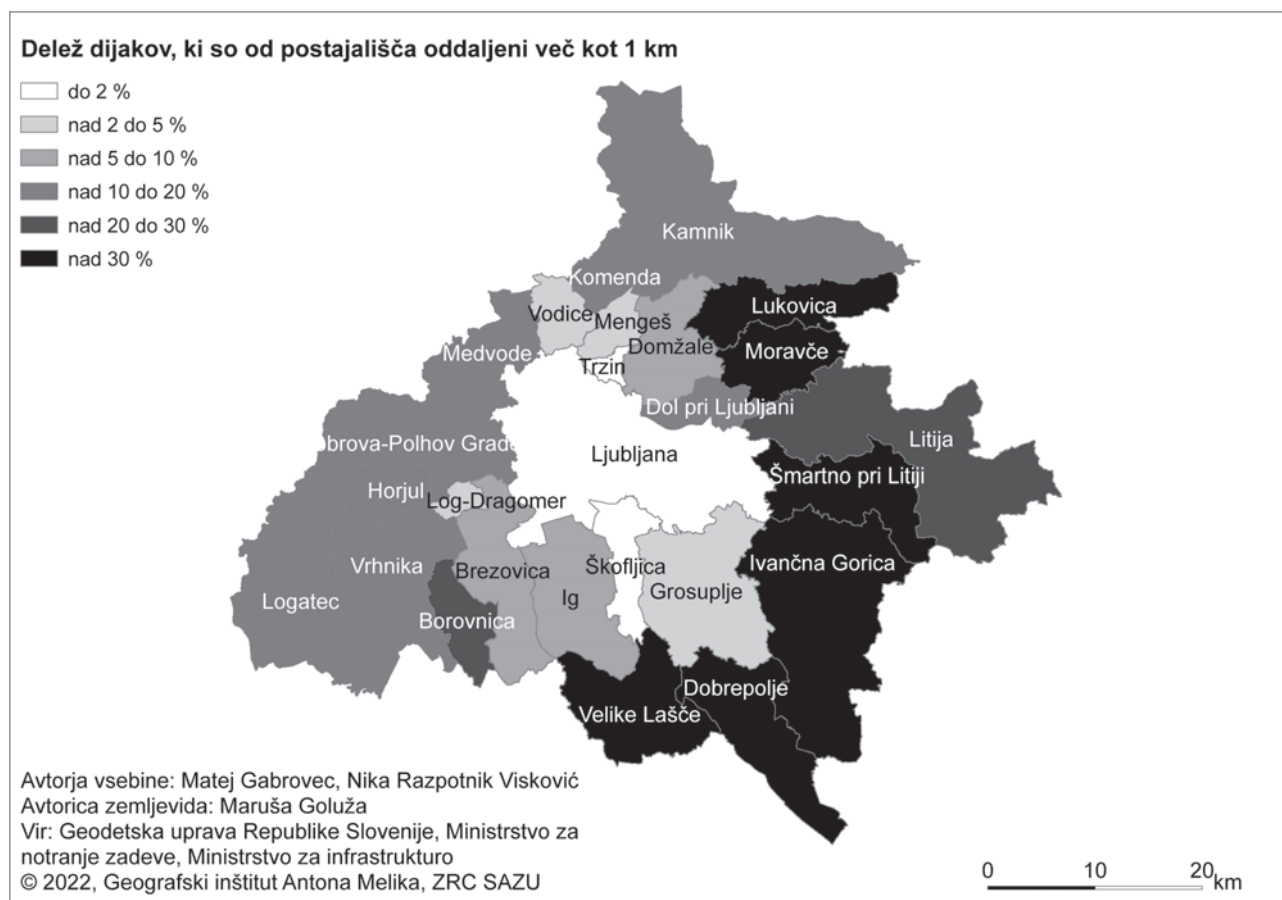 Delež dijakov, ki so od postajališča oddaljeni več kot 1 km
do 2 %
nad 2 do 5 %
nad 5 do 10 %
nad 10 do 20 %
nad 20 do 30 %
nad 30 %
Kamnik
Komenda
Lukovica
Vodice
Mengeš
Domžale
Moravče
Medvode
Trzin
Dol pri Ljubljani
Litija
brova-Polhov Grade
Ljubljana
Šmartno pri Litiji
Horjul
Log-Dragomer
Vrhnika
Brezovica
Škofljica
Ivančna Gorica
Grosuplje
Ig
Logatec
Borovnica
Dobrepolje
Velike Lašče
Avtorja vsebine: Matej Gabrovec, Nika Razpotnik Visković
Avtorica zemljevida: Maruša Goluža
Vir: Geodetska uprava Republike Slovenije, Ministrstvo za
notranje zadeve, Ministrstvo za infrastrukturo
© 2022, Geografski inštitut Antona Melika, ZRC SAZU
0 10 20 km